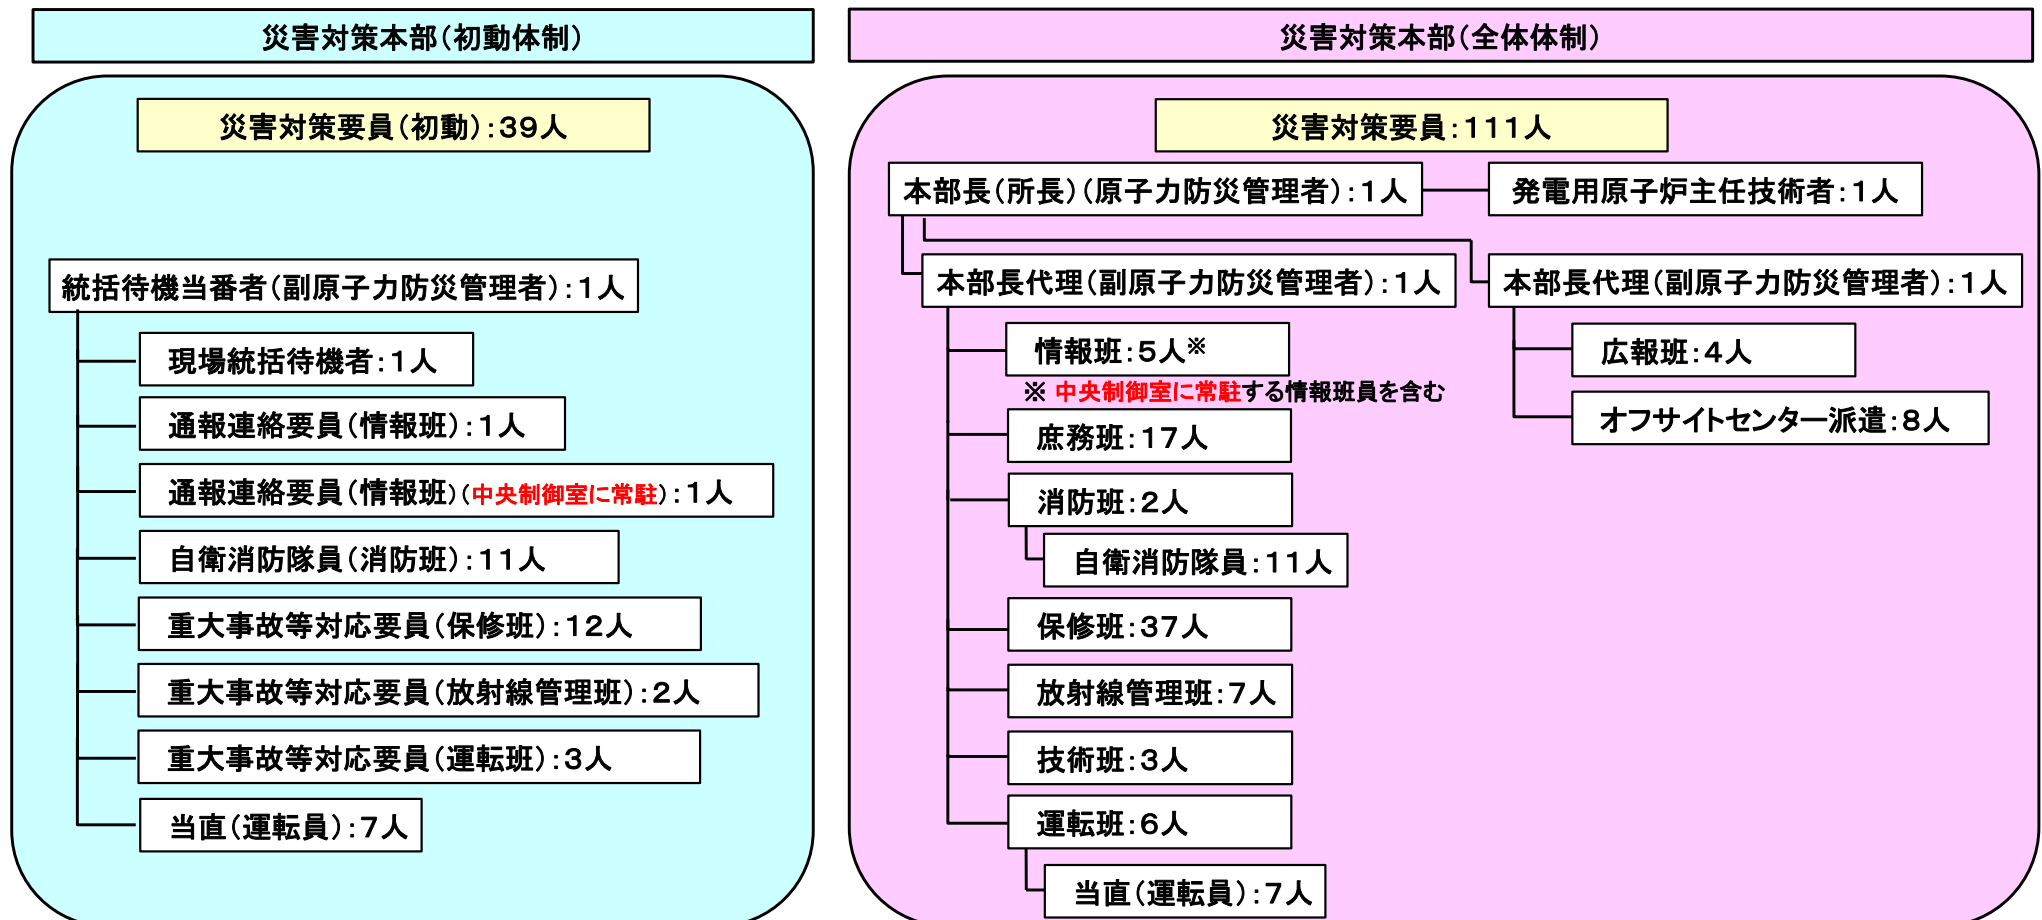 災害対策本部（初動体制）
災害対策要員（初動）：３９人
統括待機当番者（副原子力防災管理者）：１人
現場統括待機者：１人
通報連絡要員（情報班）：１人
通報連絡要員（情報班）（中央制御室に常駐）：１人
自衛消防隊員（消防班）：１１人
重大事故等対応要員（保修班）：１２人
重大事故等対応要員（放射線管理班）：２人
重大事故等対応要員（運転班）：３人
当直（運転員）：７人
災害対策本部（全体体制）
災害対策要員：１１１人
本部長（所長）（原子力防災管理者）：１人
発電用原子炉主任技術者：１人
本部長代理（副原子力防災管理者）：１人
情報班：５人※
※ 中央制御室に常駐する情報班員を含む
庶務班：１７人
消防班：２人
自衛消防隊員：１１人
保修班：３７人
放射線管理班：７人
技術班：３人
運転班：６人
当直（運転員）：７人
本部長代理（副原子力防災管理者）：１人
広報班：４人
オフサイトセンター派遣：８人